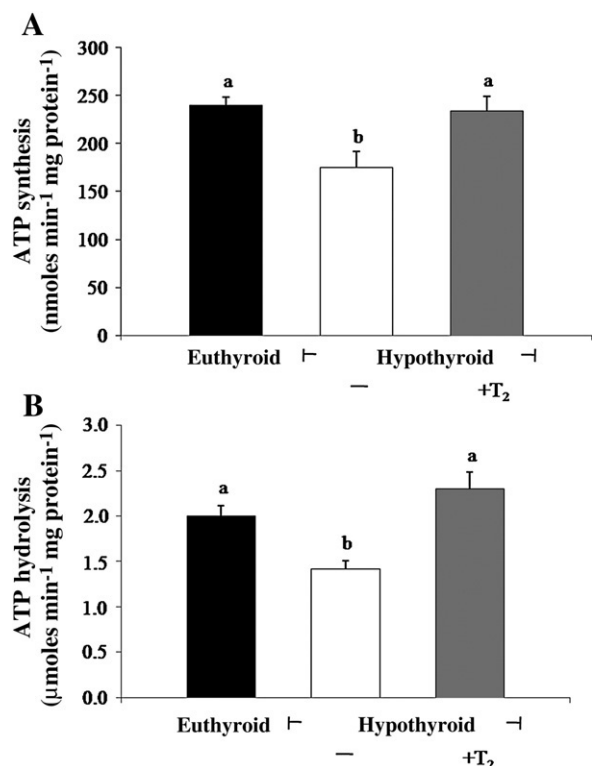 A
ATP synthesis
(nmoles min⁻¹ mg protein⁻¹)
300
250
200
150
100
50
0
a
b
a
Euthyroid
Hypothyroid
—
+T₂
B
ATP hydrolysis
(µmoles min⁻¹ mg protein⁻¹)
3.0
2.5
2.0
1.5
1.0
0.5
0.0
a
b
a
Euthyroid
Hypothyroid
—
+T₂